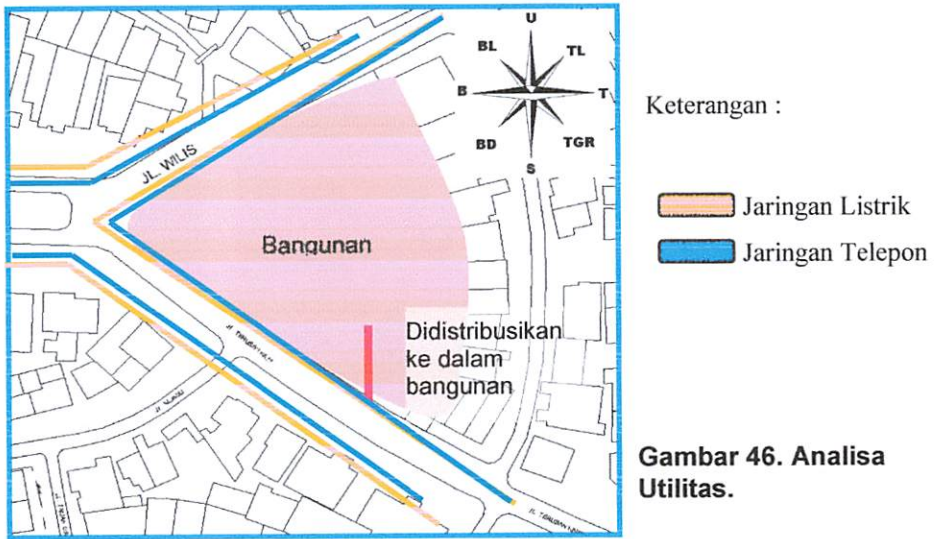 U
BL
TL
B
T
BD
TGR
S
JL. WILIS
Bangunan
Didistribusikan
ke dalam
bangunan
Keterangan :
Jaringan Listrik
Jaringan Telepon
Gambar 46. Analisa
Utilitas.